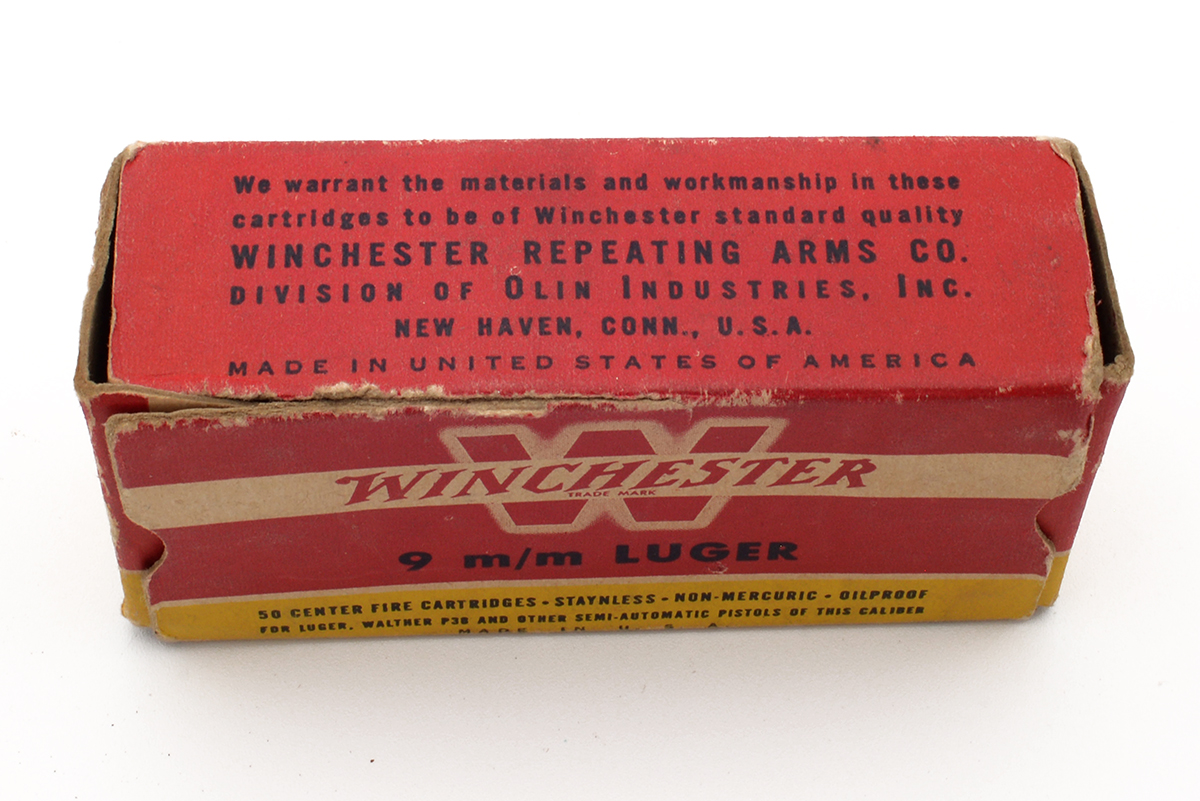 We warrant the materials and workmanship in these
cartridges to be of Winchester standard quality
WINCHESTER REPEATING ARMS CO.
DIVISION OF OLIN INDUSTRIES, INC.
NEW HAVEN, CONN., U.S.A.
MADE IN UNITED STATES OF AMERICA
W
WINCHESTER
TRADE MARK
9 m/m LUGER
50 CENTER FIRE CARTRIDGES - STAYNLESS - NON-MERCURIC - OILPROOF
FOR LUGER, WALTHER P38 AND OTHER SEMI-AUTOMATIC PISTOLS OF THIS CALIBER
MADE IN U. S. A.